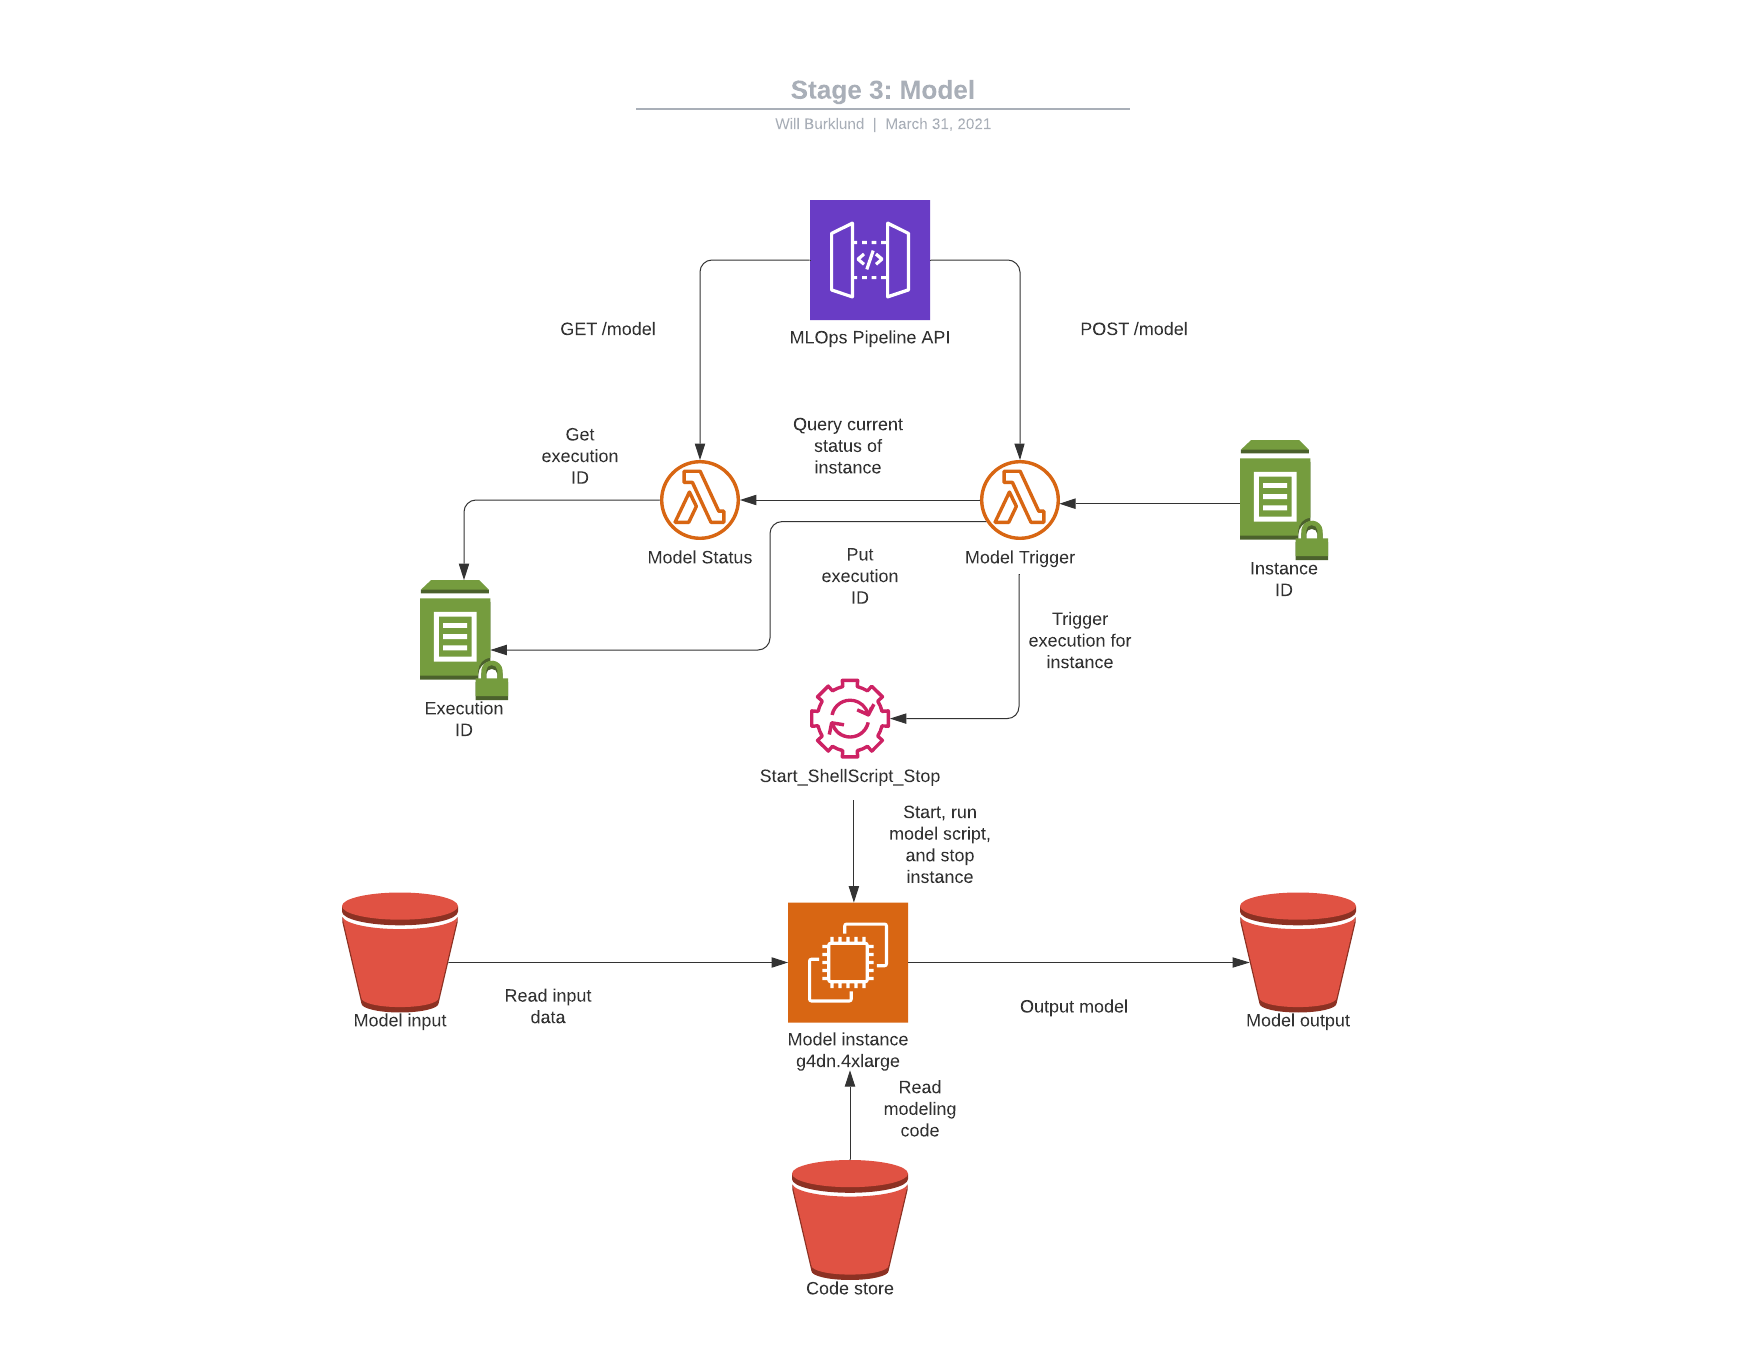 Stage 3: Model
Will Burklund | March 31, 2021
MLOps Pipeline API
GET /model
POST /model
Query current
status of
instance
Get
execution
ID
Model Status
Model Trigger
Put
execution
ID
Instance
ID
Trigger
execution for
instance
Execution
ID
Start_ShellScript_Stop
Start, run
model script,
and stop
instance
Model input
Read input
data
Model instance
g4dn.4xlarge
Output model
Model output
Read
modeling
code
Code store